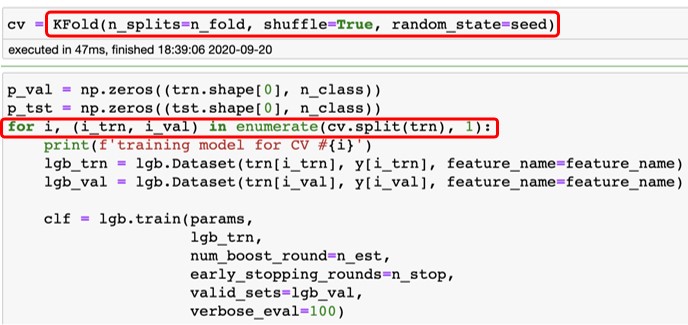 cv = KFold(n_splits=n_fold, shuffle=True, random_state=seed)
executed in 47ms, finished 18:39:06 2020-09-20
p_val = np.zeros((trn.shape[0], n_class))
p_tst = np.zeros((tst.shape[0], n_class))
for i, (i_trn, i_val) in enumerate(cv.split(trn), 1):
    print(f'training model for CV #{i}')
    lgb_trn = lgb.Dataset(trn[i_trn], y[i_trn], feature_name=feature_name)
    lgb_val = lgb.Dataset(trn[i_val], y[i_val], feature_name=feature_name)
    clf = lgb.train(params,
                    lgb_trn,
                    num_boost_round=n_est,
                    early_stopping_rounds=n_stop,
                    valid_sets=lgb_val,
                    verbose_eval=100)